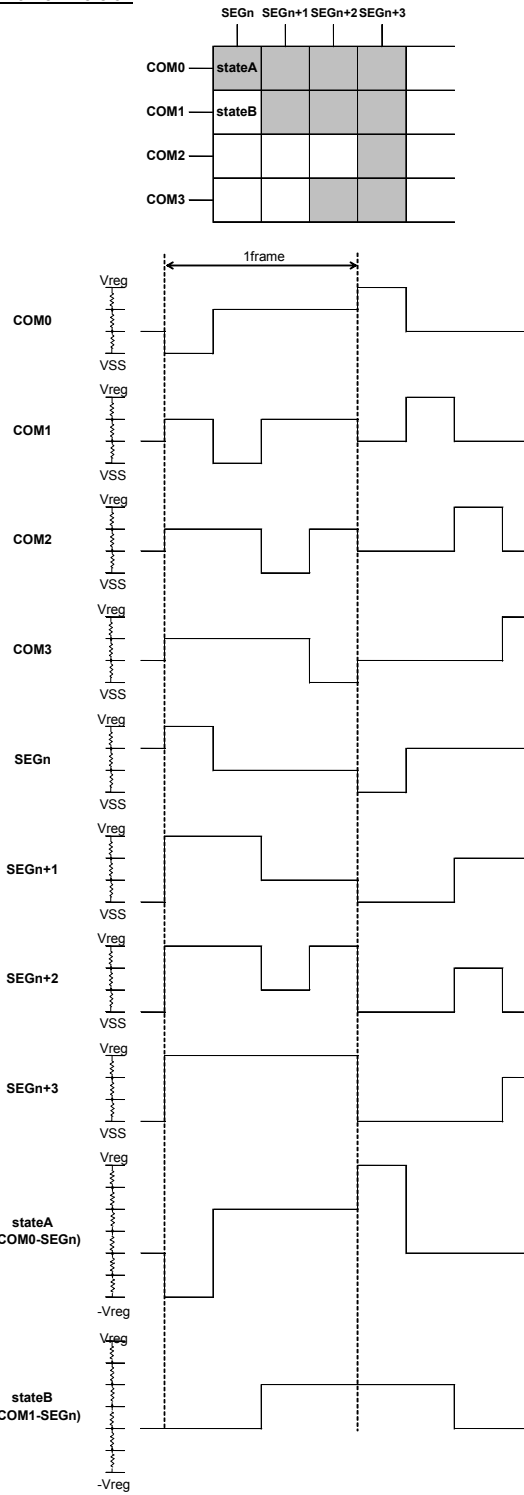 SEGn SEGn+1 SEGn+2 SEGn+3
COM0 stateA
COM1 stateB
COM2
COM3
1frame
Vreg
COM0
VSS
Vreg
COM1
VSS
Vreg
COM2
VSS
Vreg
COM3
VSS
Vreg
SEGn
VSS
Vreg
SEGn+1
VSS
Vreg
SEGn+2
VSS
Vreg
SEGn+3
VSS
Vreg
stateA
COM0-SEGn)
-Vreg
Vreg
stateB
COM1-SEGn)
-Vreg